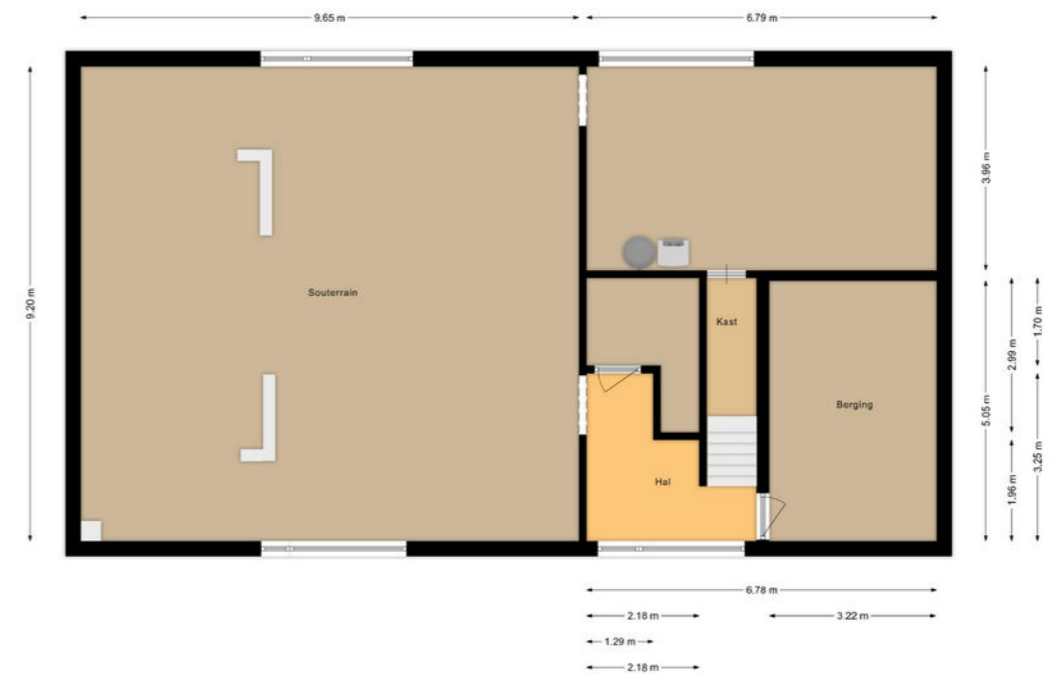 9.65 m
6.79 m
9.20 m
3.96 m
Souterrain
Kast
Berging
Hal
1.70 m
2.99 m
5.05 m
3.25 m
1.96 m
6.78 m
2.18 m
3.22 m
1.29 m
2.18 m